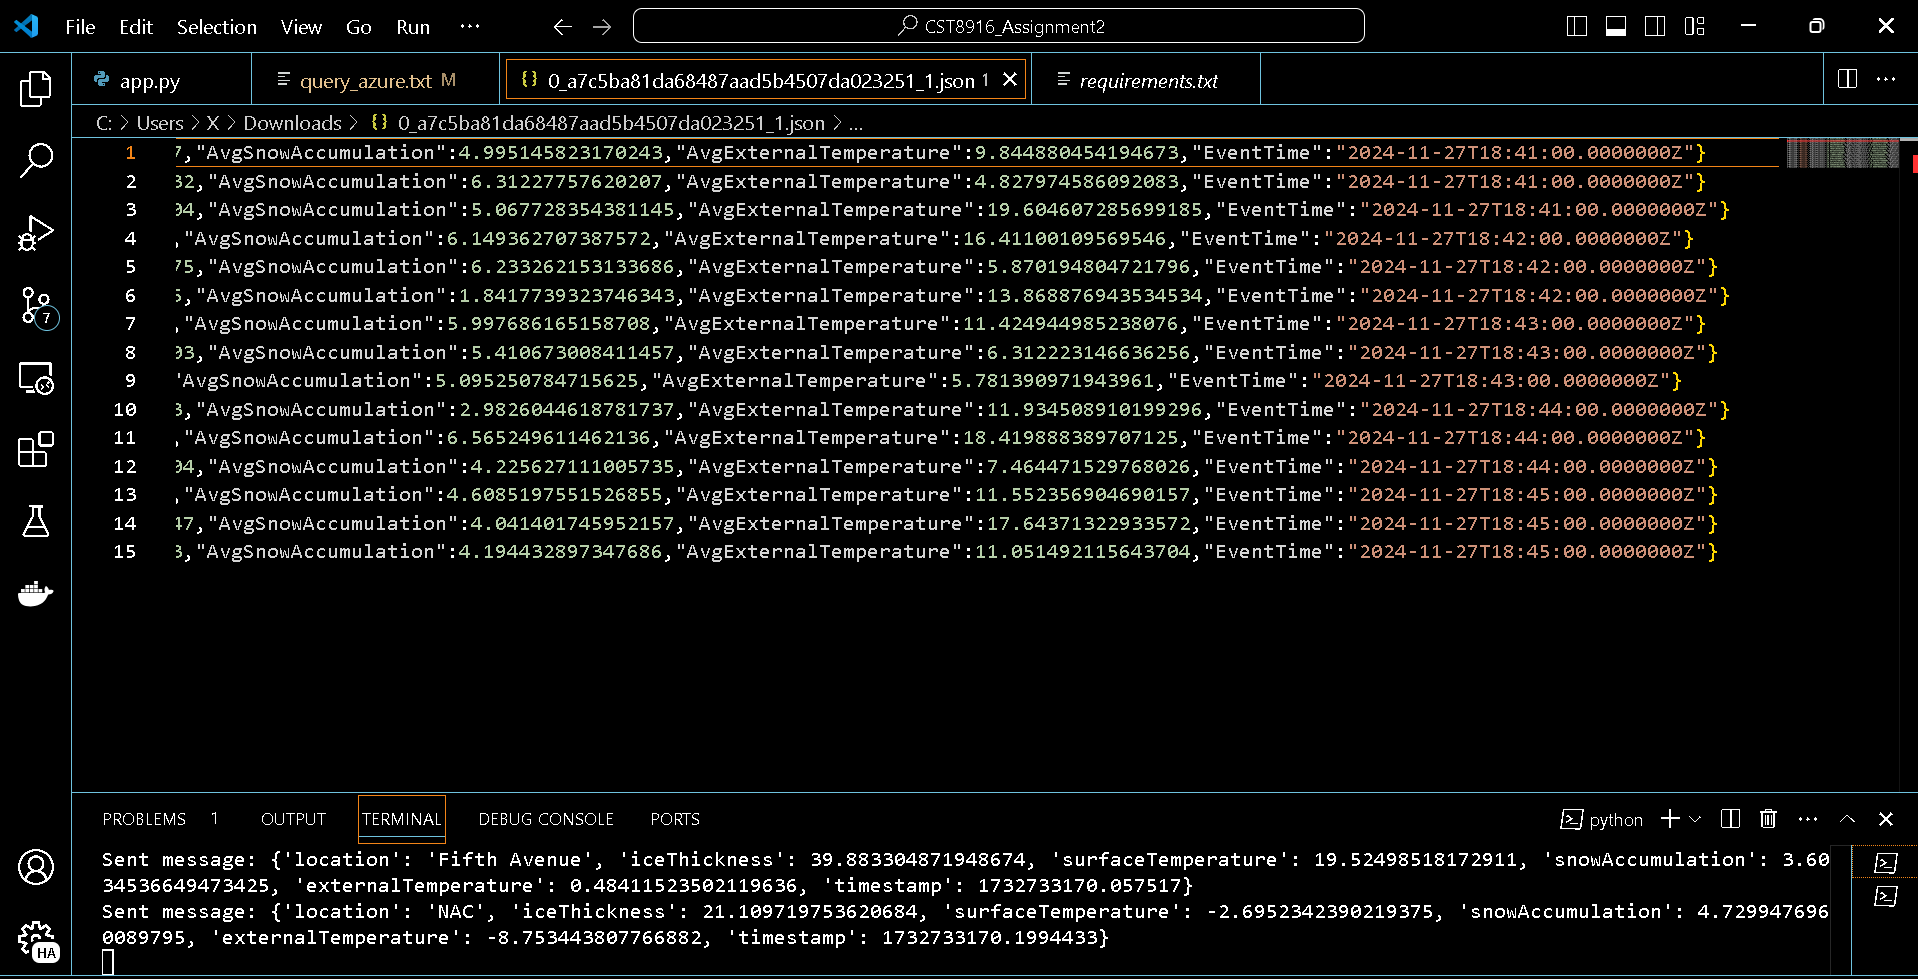 File Edit Selection View Go Run ··· CST8916_Assignment2
app.py query_azure.txt M {} 0_a7c5ba81da68487aad5b4507da023251_1.json 1 requirements.txt ···
C: > Users > X > Downloads > {} 0_a7c5ba81da68487aad5b4507da023251_1.json > ...
1 7,"AvgSnowAccumulation":4.995145823170243,"AvgExternalTemperature":9.844880454194673,"EventTime":"2024-11-27T18:41:00.0000000Z"}
2 32,"AvgSnowAccumulation":6.31227757620207,"AvgExternalTemperature":4.827974586092083,"EventTime":"2024-11-27T18:41:00.0000000Z"}
3 04,"AvgSnowAccumulation":5.067728354381145,"AvgExternalTemperature":19.604607285699185,"EventTime":"2024-11-27T18:41:00.0000000Z"}
4 ,"AvgSnowAccumulation":6.149362707387572,"AvgExternalTemperature":16.41100109569546,"EventTime":"2024-11-27T18:42:00.0000000Z"}
5 75,"AvgSnowAccumulation":6.233262153133686,"AvgExternalTemperature":5.870194804721796,"EventTime":"2024-11-27T18:42:00.0000000Z"}
6 5,"AvgSnowAccumulation":1.8417739323746343,"AvgExternalTemperature":13.868876943534534,"EventTime":"2024-11-27T18:42:00.0000000Z"}
7 ,"AvgSnowAccumulation":5.997686165158708,"AvgExternalTemperature":11.424944985238076,"EventTime":"2024-11-27T18:43:00.0000000Z"}
8 03,"AvgSnowAccumulation":5.410673008411457,"AvgExternalTemperature":6.312223146636256,"EventTime":"2024-11-27T18:43:00.0000000Z"}
9 "AvgSnowAccumulation":5.095250784715625,"AvgExternalTemperature":5.781390971943961,"EventTime":"2024-11-27T18:43:00.0000000Z"}
10 3,"AvgSnowAccumulation":2.9826044618781737,"AvgExternalTemperature":11.934508910199296,"EventTime":"2024-11-27T18:44:00.0000000Z"}
11 ,"AvgSnowAccumulation":6.565249611462136,"AvgExternalTemperature":18.419888389707125,"EventTime":"2024-11-27T18:44:00.0000000Z"}
12 04,"AvgSnowAccumulation":4.225627111005735,"AvgExternalTemperature":7.464471529768026,"EventTime":"2024-11-27T18:44:00.0000000Z"}
13 ,"AvgSnowAccumulation":4.6085197551526855,"AvgExternalTemperature":11.552356904690157,"EventTime":"2024-11-27T18:45:00.0000000Z"}
14 47,"AvgSnowAccumulation":4.041401745952157,"AvgExternalTemperature":17.64371322933572,"EventTime":"2024-11-27T18:45:00.0000000Z"}
15 3,"AvgSnowAccumulation":4.194432897347686,"AvgExternalTemperature":11.051492115643704,"EventTime":"2024-11-27T18:45:00.0000000Z"}
7
HA
PROBLEMS 1 OUTPUT TERMINAL DEBUG CONSOLE PORTS python ···
Sent message: {'location': 'Fifth Avenue', 'iceThickness': 39.883304871948674, 'surfaceTemperature': 19.52498518172911, 'snowAccumulation': 3.60
34536649473425, 'externalTemperature': 0.48411523502119636, 'timestamp': 1732733170.057517}
Sent message: {'location': 'NAC', 'iceThickness': 21.109719753620684, 'surfaceTemperature': -2.6952342390219375, 'snowAccumulation': 4.729947696
0089795, 'externalTemperature': -8.753443807766882, 'timestamp': 1732733170.1994433}